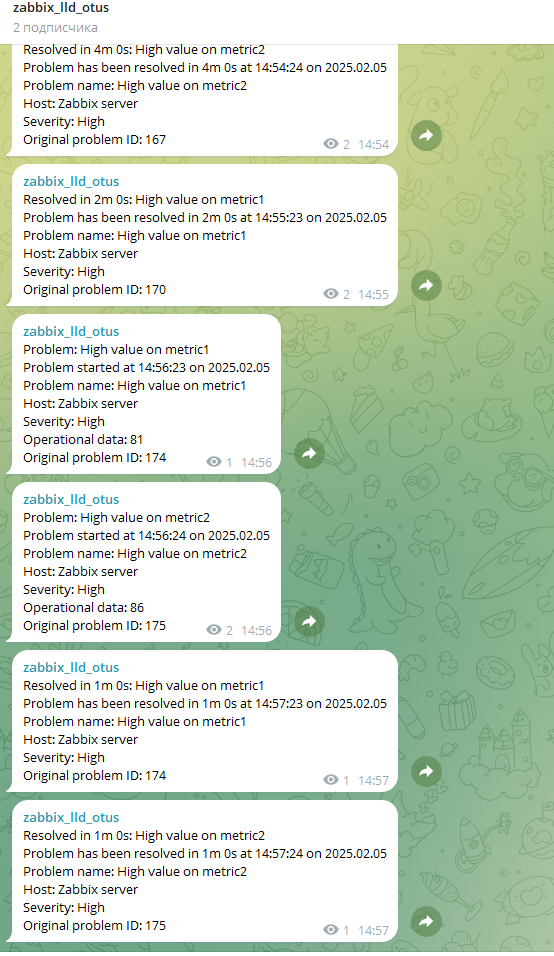 zabbix_lld_otus
2 подписчика
Resolved in 4m 0s: High value on metric2
Problem has been resolved in 4m 0s at 14:54:24 on 2025.02.05
Problem name: High value on metric2
Host: Zabbix server
Severity: High
Original problem ID: 167
2 14:54
zabbix_lld_otus
Resolved in 2m 0s: High value on metric1
Problem has been resolved in 2m 0s at 14:55:23 on 2025.02.05
Problem name: High value on metric1
Host: Zabbix server
Severity: High
Original problem ID: 170
2 14:55
zabbix_lld_otus
Problem: High value on metric1
Problem started at 14:56:23 on 2025.02.05
Problem name: High value on metric1
Host: Zabbix server
Severity: High
Operational data: 81
Original problem ID: 174
1 14:56
zabbix_lld_otus
Problem: High value on metric2
Problem started at 14:56:24 on 2025.02.05
Problem name: High value on metric2
Host: Zabbix server
Severity: High
Operational data: 86
Original problem ID: 175
2 14:56
zabbix_lld_otus
Resolved in 1m 0s: High value on metric1
Problem has been resolved in 1m 0s at 14:57:23 on 2025.02.05
Problem name: High value on metric1
Host: Zabbix server
Severity: High
Original problem ID: 174
1 14:57
zabbix_lld_otus
Resolved in 1m 0s: High value on metric2
Problem has been resolved in 1m 0s at 14:57:24 on 2025.02.05
Problem name: High value on metric2
Host: Zabbix server
Severity: High
Original problem ID: 175
1 14:57